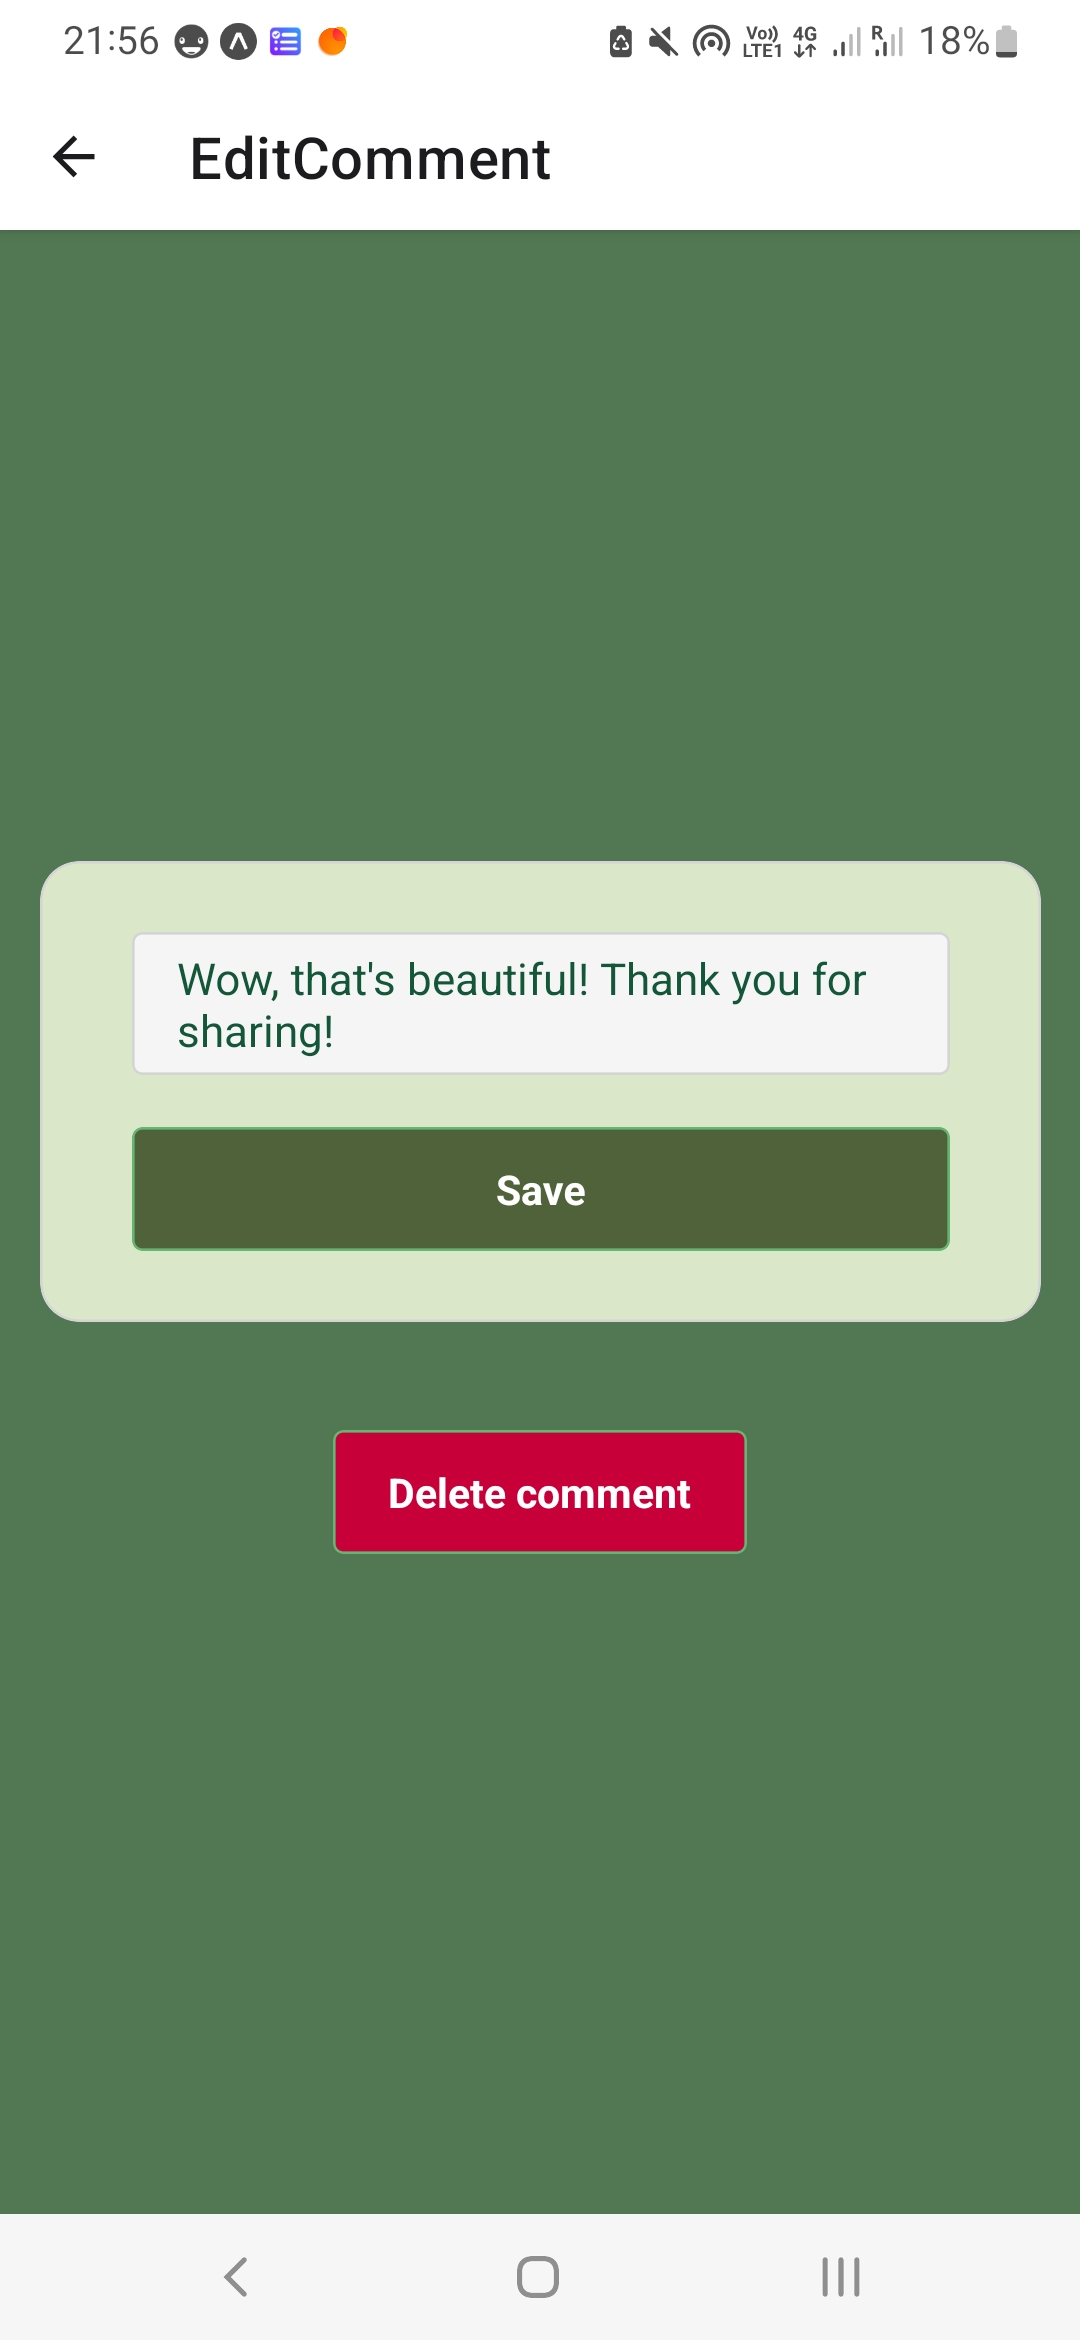 21:56 Vo)) LTE1 4G R 18%
EditComment
Wow, that's beautiful! Thank you for
sharing!
Save
Delete comment